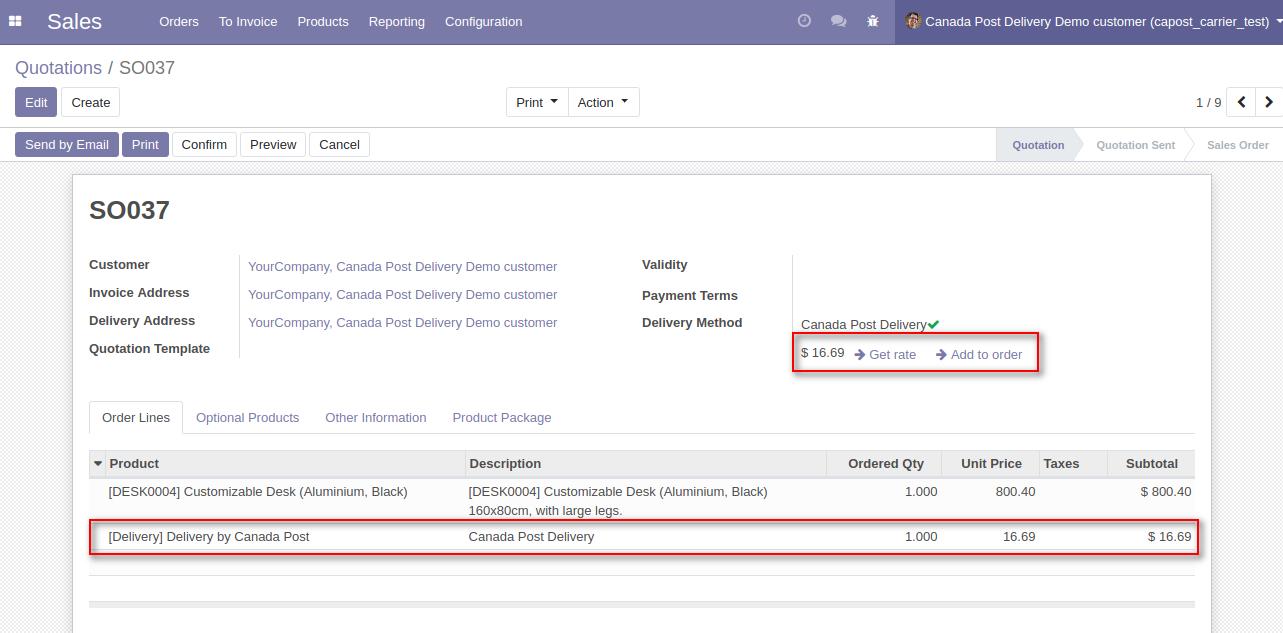 Sales Orders To Invoice Products Reporting Configuration Canada Post Delivery Demo customer (capost_carrier_test)
Quotations / SO037
Edit Create Print Action 1 / 9
Send by Email Print Confirm Preview Cancel Quotation Quotation Sent Sales Order
SO037
Customer YourCompany, Canada Post Delivery Demo customer Validity
Invoice Address YourCompany, Canada Post Delivery Demo customer Payment Terms
Delivery Address YourCompany, Canada Post Delivery Demo customer Delivery Method Canada Post Delivery
Quotation Template $ 16.69 Get rate Add to order
Order Lines Optional Products Other Information Product Package
Product Description Ordered Qty Unit Price Taxes Subtotal
[DESK0004] Customizable Desk (Aluminium, Black) [DESK0004] Customizable Desk (Aluminium, Black) 1.000 800.40 $ 800.40
160x80cm, with large legs.
[Delivery] Delivery by Canada Post Canada Post Delivery 1.000 16.69 $ 16.69